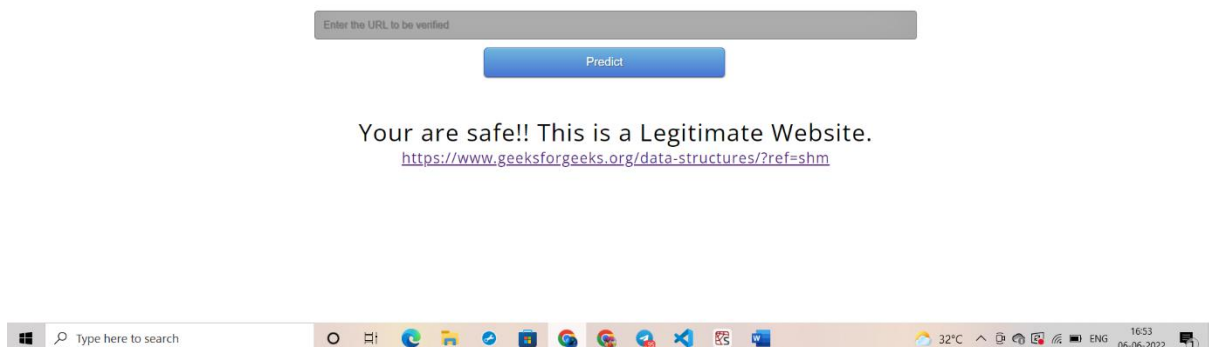 Enter the URL to be verified
Predict
Your are safe!! This is a Legitimate Website.
https://www.geeksforgeeks.org/data-structures/?ref=shm
Type here to search
32°C
ENG
16:53
06-06-2022